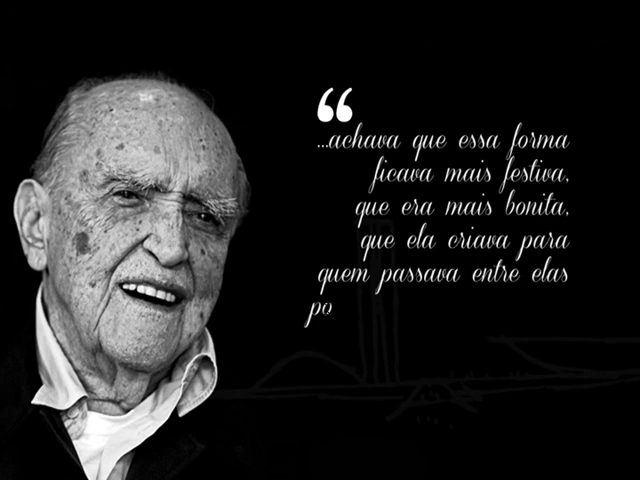 “
...achava que essa forma
ficava mais festiva,
que era mais bonita,
que ela criava para
quem passava entre elas
po